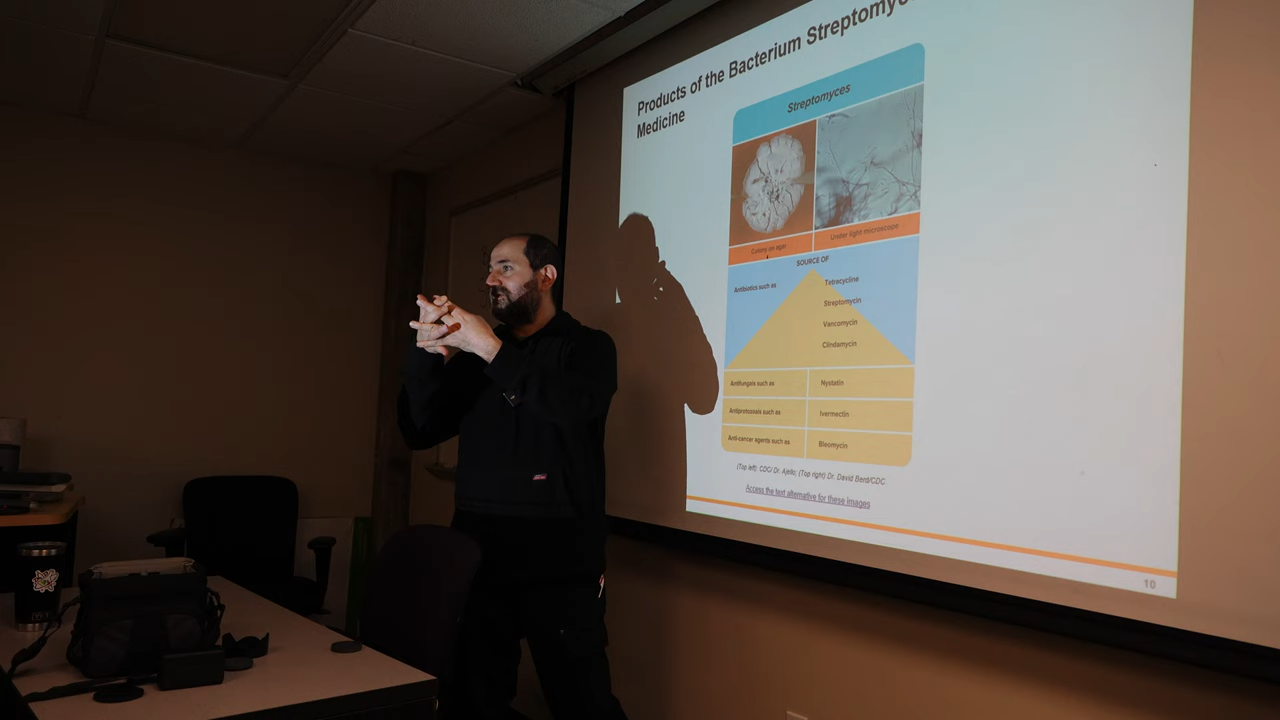 Products of the Bacterium
Medicine
Streptomyces
Colony on agar
Under light microscope
SOURCE OF
Antibiotics such as
Tetracycline
Streptomycin
Vancomycin
Clindamycin
Antifungals such as
Nystatin
Antiprotozoals such as
Ivermectin
Anti-cancer agents such as
Bleomycin
(Top left): CDC/ Dr. Ajello; (Top right) Dr. David Berd/CDC
Access the text alternative for these images
10